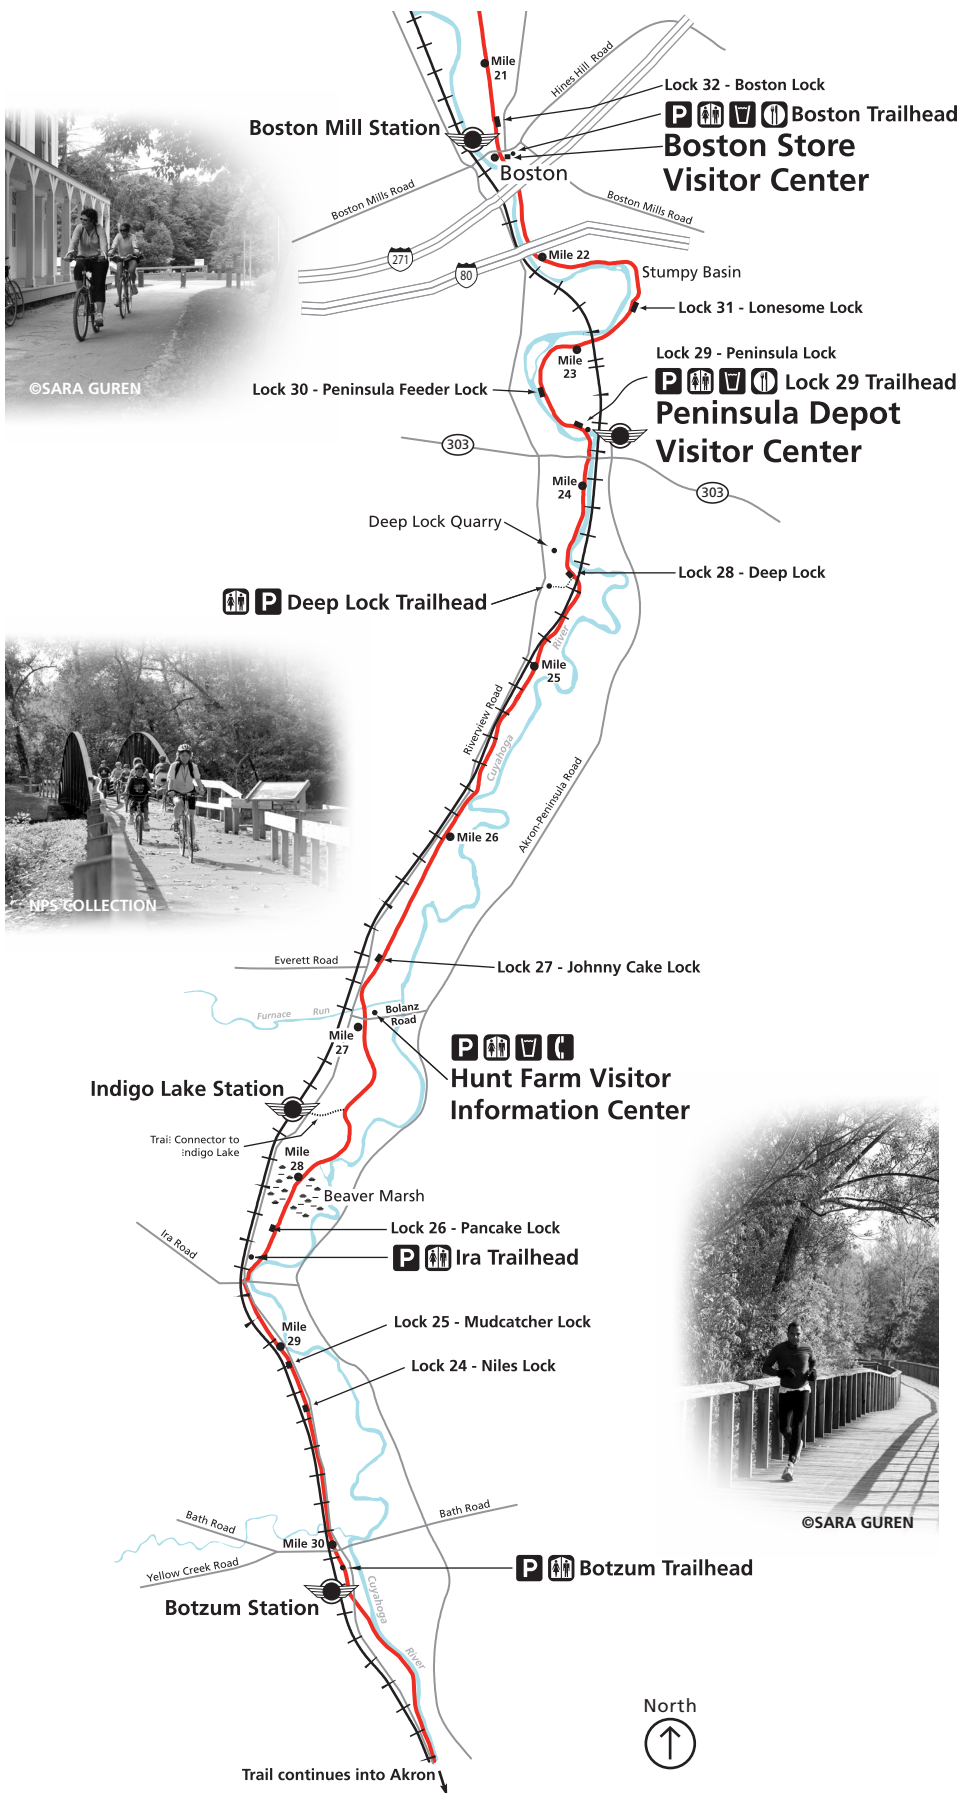 Mile
21
Hines Hill Road
Lock 32 - Boston Lock
P
Boston Trailhead
Boston Mill Station
Boston Store
Visitor Center
Boston
Boston Mills Road
Boston Mills Road
271
80
Mile 22
Stumpy Basin
Lock 31 - Lonesome Lock
Mile
23
Lock 29 - Peninsula Lock
P
Lock 29 Trailhead
©SARA GUREN
Lock 30 - Peninsula Feeder Lock
Peninsula Depot
Visitor Center
303
303
Mile
24
Deep Lock Quarry
Lock 28 - Deep Lock
P
Deep Lock Trailhead
River
Mile
25
Riverview Road
Cuyahoga
Akron-Peninsula Road
Mile 26
NPS COLLECTION
Everett Road
Lock 27 - Johnny Cake Lock
Furnace Run
Bolanz
Road
Mile
27
P
Hunt Farm Visitor
Information Center
Indigo Lake Station
Trail Connector to
Indigo Lake
Mile
28
Beaver Marsh
Lock 26 - Pancake Lock
Ira Road
P
Ira Trailhead
Mile
29
Lock 25 - Mudcatcher Lock
Lock 24 - Niles Lock
©SARA GUREN
Bath Road
Bath Road
Mile 30
Yellow Creek Road
P
Botzum Trailhead
Botzum Station
Cuyahoga
River
North
Trail continues into Akron